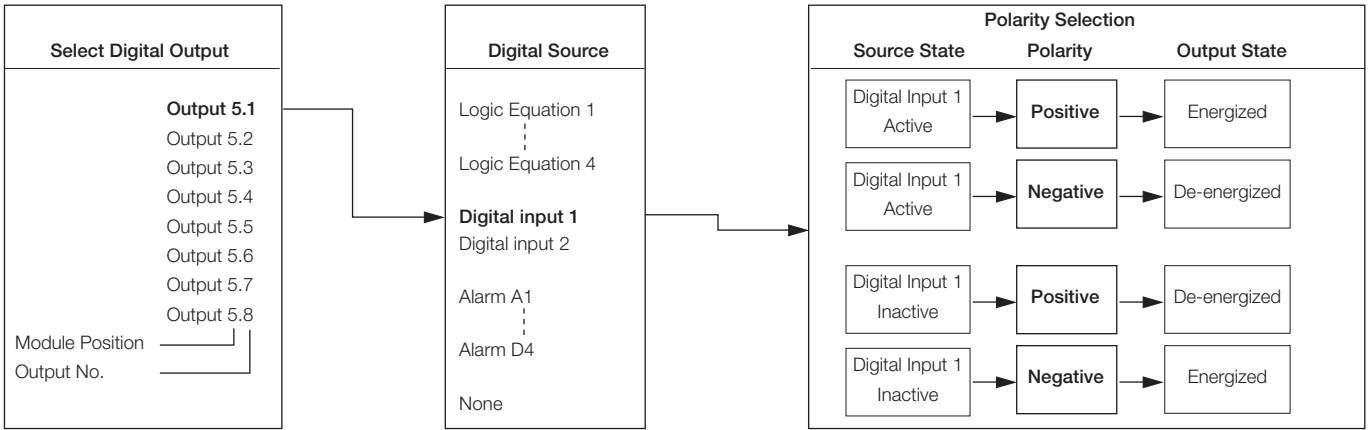 Select Digital Output
Output 5.1
Output 5.2
Output 5.3
Output 5.4
Output 5.5
Output 5.6
Output 5.7
Output 5.8
Module Position
Output No.
Digital Source
Logic Equation 1
Logic Equation 4
Digital input 1
Digital input 2
Alarm A1
Alarm D4
None
Polarity Selection
Source State Polarity Output State
Digital Input 1
Active
Positive
Energized
Digital Input 1
Active
Negative
De-energized
Digital Input 1
Inactive
Positive
De-energized
Digital Input 1
Inactive
Negative
Energized